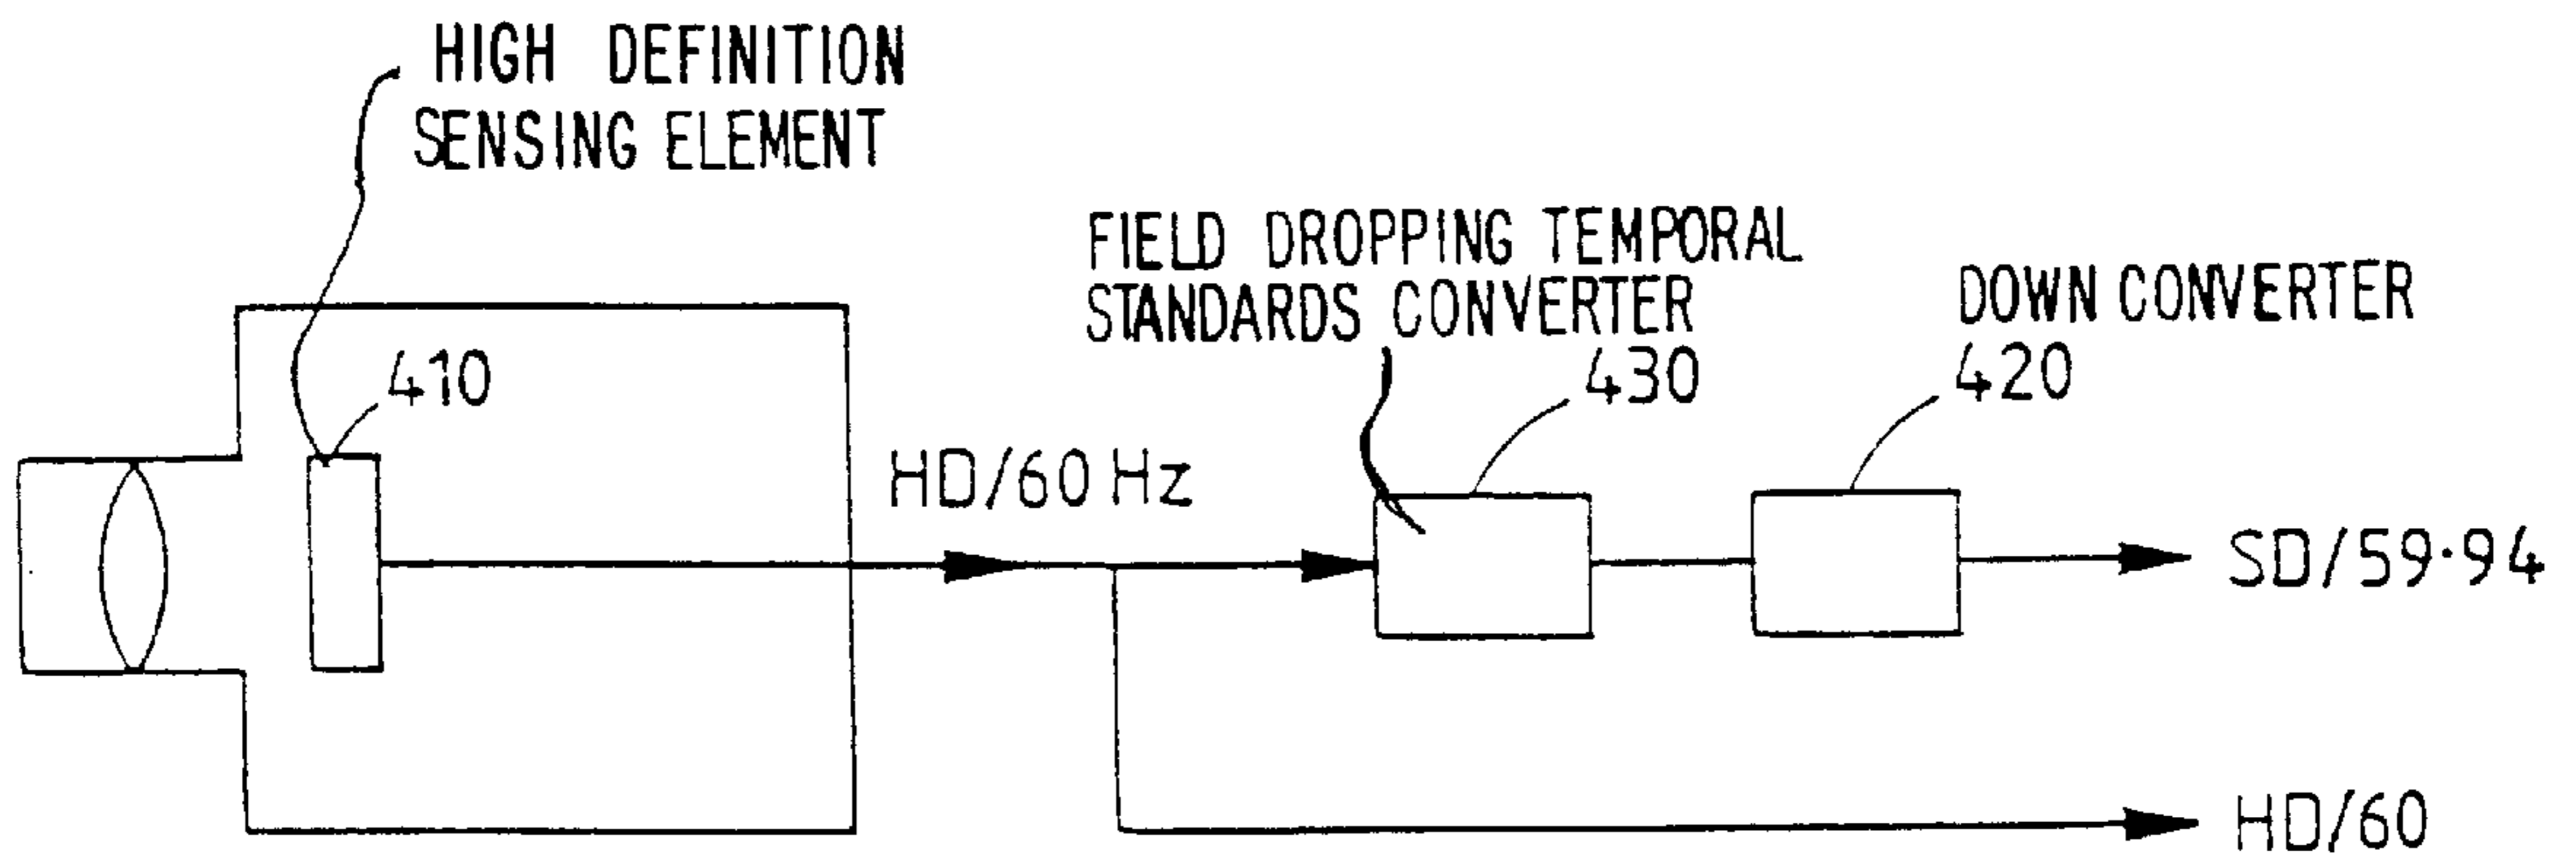 HIGH DEFINITION
SENSING ELEMENT
410
FIELD DROPPING TEMPORAL
STANDARDS CONVERTER
430
DOWN CONVERTER
420
HD/60 Hz
SD/59·94
HD/60